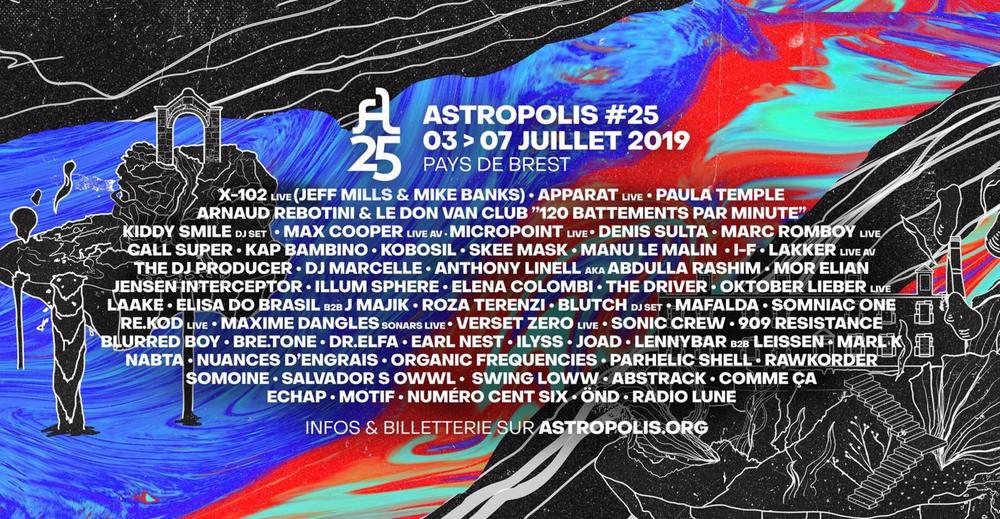 25
ASTROPOLIS #25
03 > 07 JUILLET 2019
PAYS DE BREST
X-102 LIVE (JEFF MILLS & MIKE BANKS) • APPARAT LIVE • PAULA TEMPLE
ARNAUD REBOTINI & LE DON VAN CLUB "120 BATTEMENTS PAR MINUTE"
KIDDY SMILE DJ SET • MAX COOPER LIVE AV • MICROPOINT LIVE • DENIS SULTA • MARC ROMBOY LIVE
CALL SUPER • KAP BAMBINO • KOBOSIL • SKEE MASK • MANU LE MALIN • I-F • LAKKER LIVE AV
THE DJ PRODUCER • DJ MARCELLE • ANTHONY LINELL AKA ABDULLA RASHIM • MOR ELIAN
JENSEN INTERCEPTOR • ILLUM SPHERE • ELENA COLOMBI • THE DRIVER • OKTOBER LIEBER LIVE
LAAKE • ELISA DO BRASIL B2B J MAJIK • ROZA TERENZI • BLUTCH DJ SET • MAFALDA • SOMNIAC ONE
RE.KOD LIVE • MAXIME DANGLES SONARS LIVE • VERSET ZERO LIVE • SONIC CREW • 909 RESISTANCE
BLURRED BOY • BRE.TONE • DR.ELFA • EARL NEST • ILYSS • JOAD • LENNYBAR B2B LEISSEN • MARL K
NABTA • NUANCES D'ENGRAIS • ORGANIC FREQUENCIES • PARHELIC SHELL • RAWKORDER
SOMOINE • SALVADOR S OWWL • SWING LOWW • ABSTRACK • COMME ÇA
ECHAP • MOTIF • NUMÉRO CENT SIX • ÖND • RADIO LUNE
INFOS & BILLETTERIE SUR ASTROPOLIS.ORG